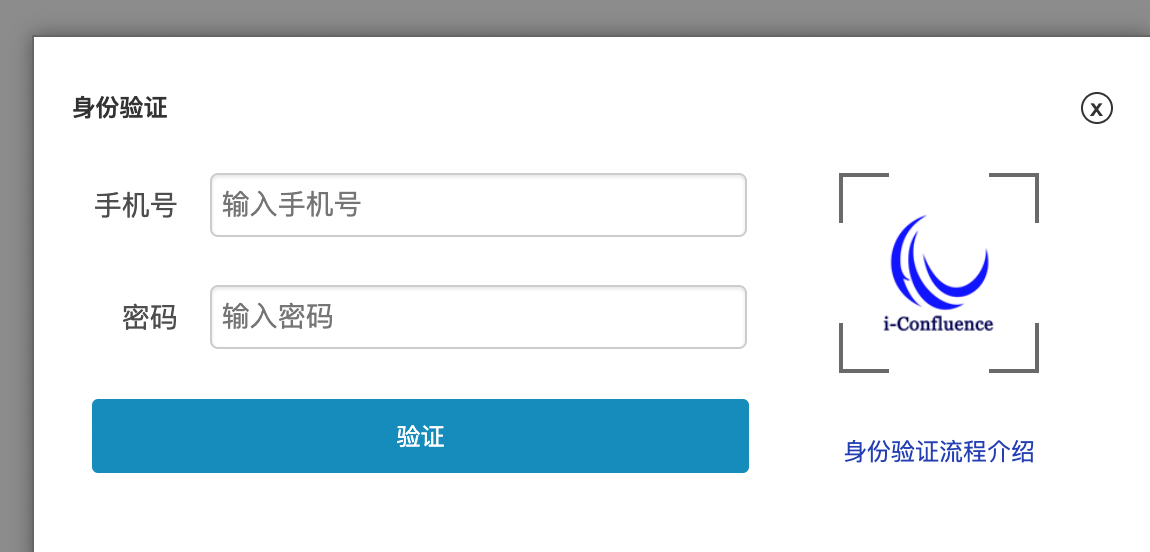 身份验证
x
手机号
输入手机号
密码
输入密码
验证
i-Confluence
身份验证流程介绍